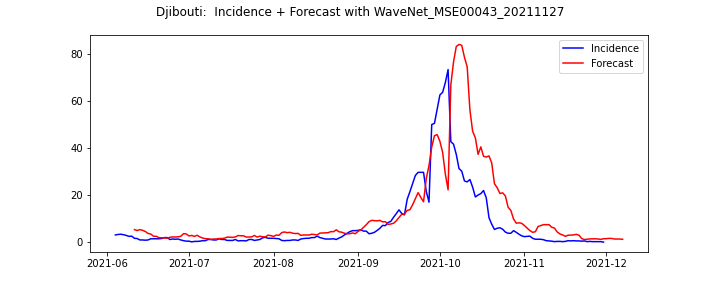 Djibouti:  Incidence + Forecast with WaveNet_MSE00043_20211127
Incidence
Forecast
80
60
40
20
0
2021-06 2021-07 2021-08 2021-09 2021-10 2021-11 2021-12